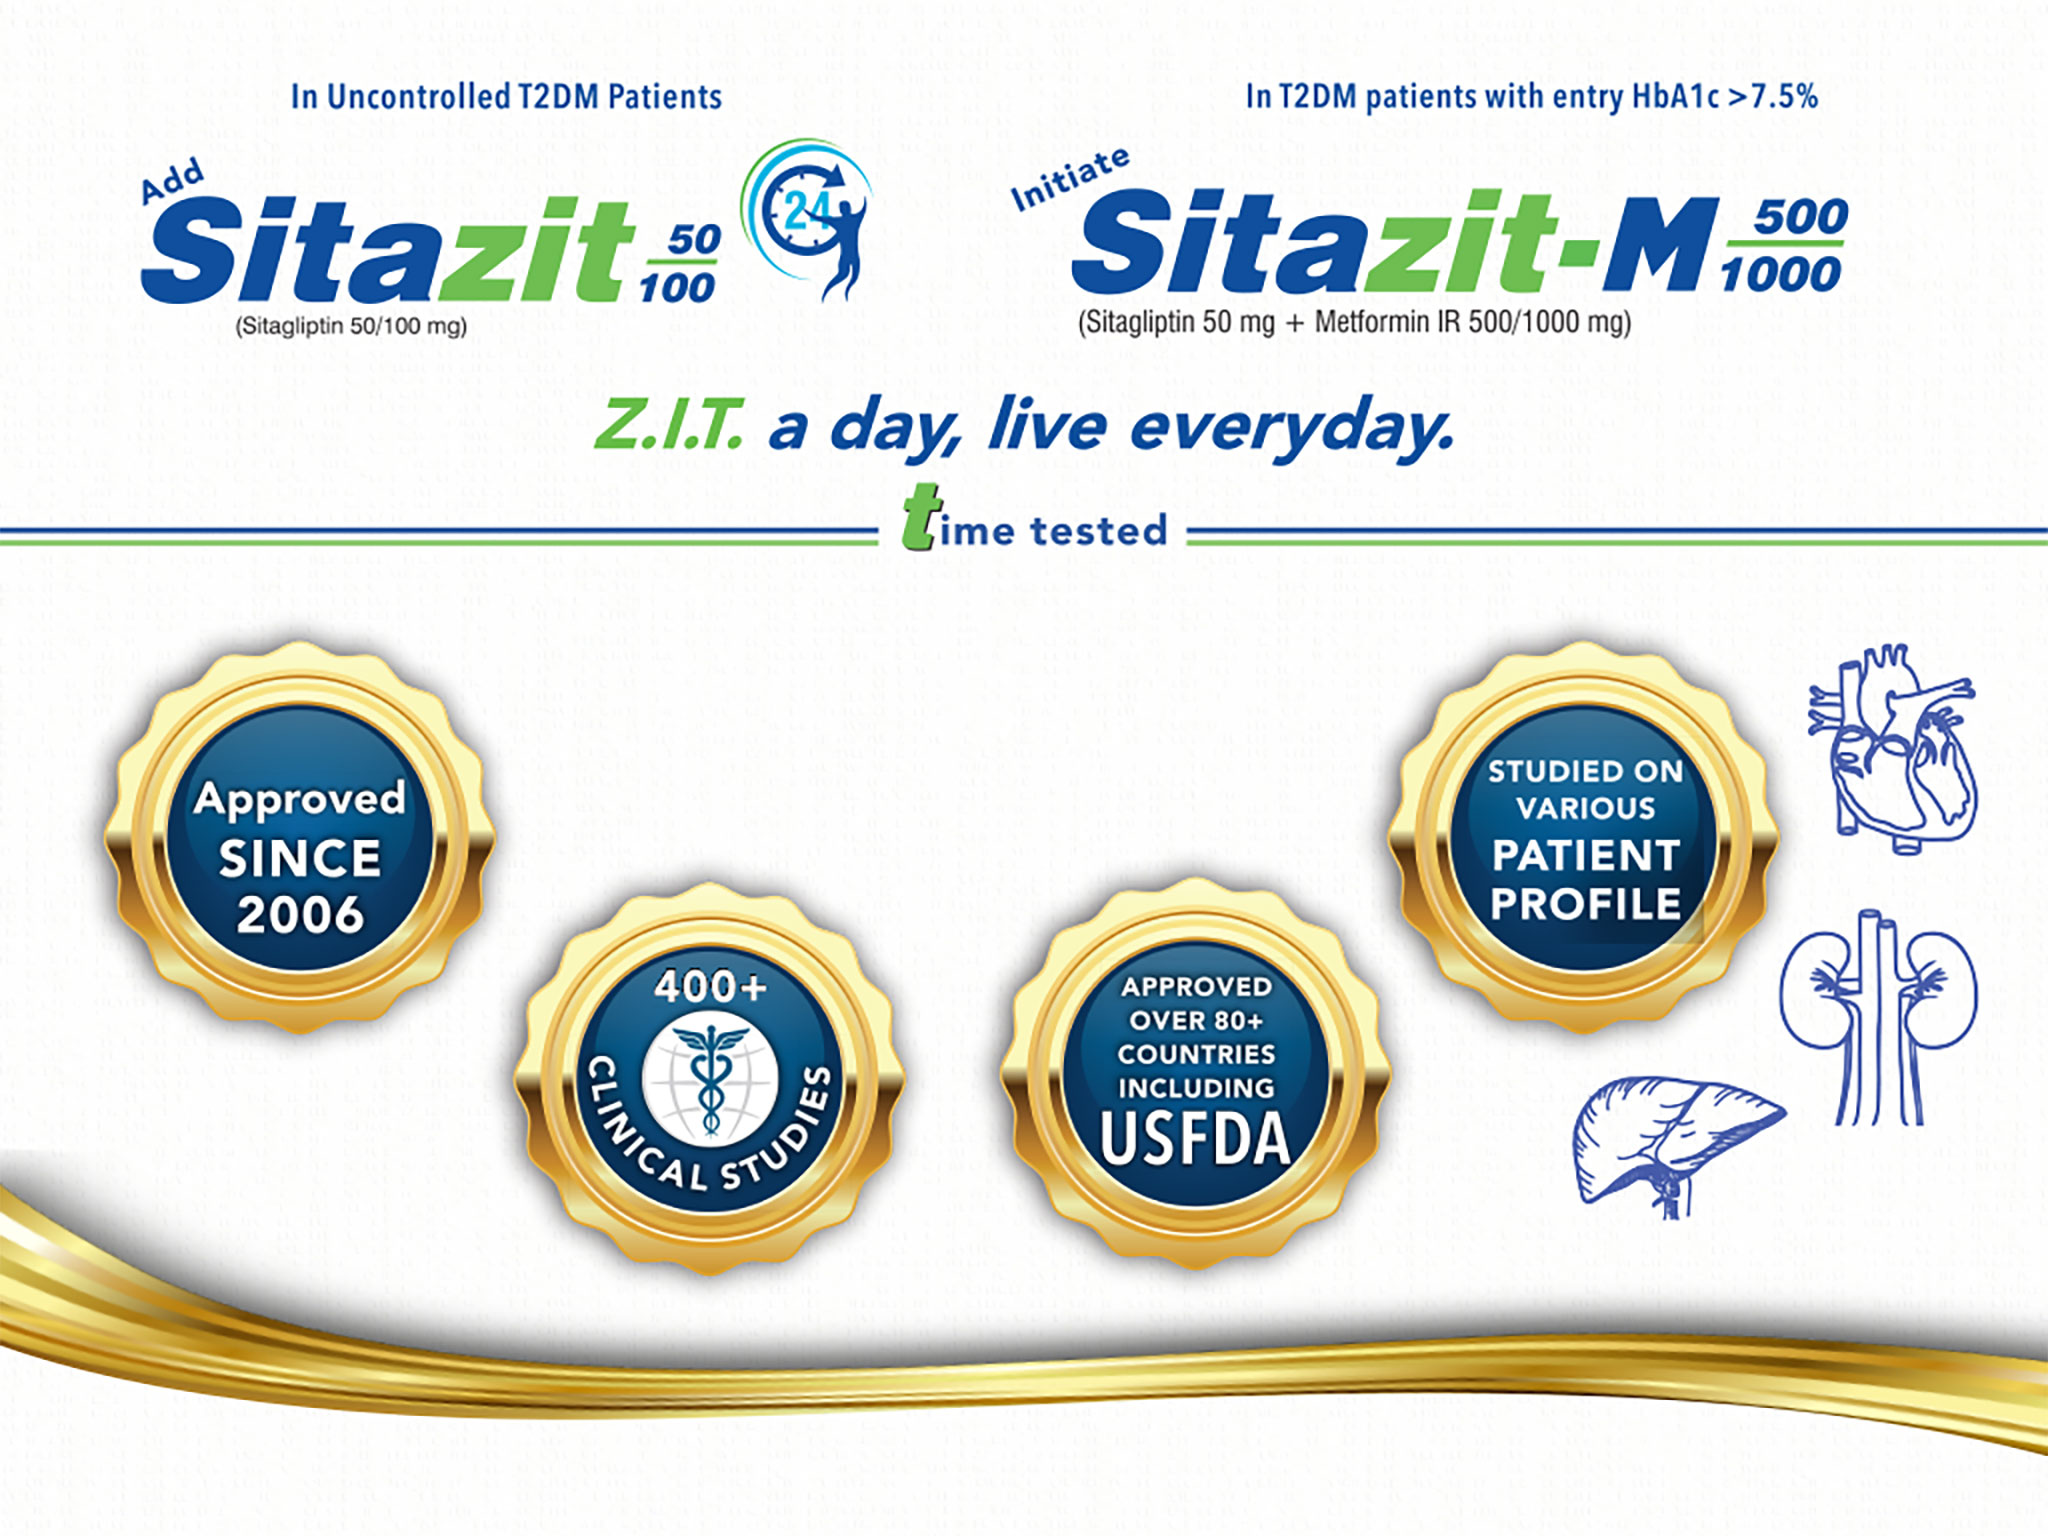 In Uncontrolled T2DM Patients
Add
Sitazit 50
100
(Sitagliptin 50/100 mg)
24
In T2DM patients with entry HbA1c >7.5%
Initiate
Sitazit-M 500
1000
(Sitagliptin 50 mg + Metformin IR 500/1000 mg)
Z.I.T. a day, live everyday.
time tested
Approved
SINCE
2006
400+
CLINICAL STUDIES
APPROVED
OVER 80+
COUNTRIES
INCLUDING
USFDA
STUDIED ON
VARIOUS
PATIENT
PROFILE